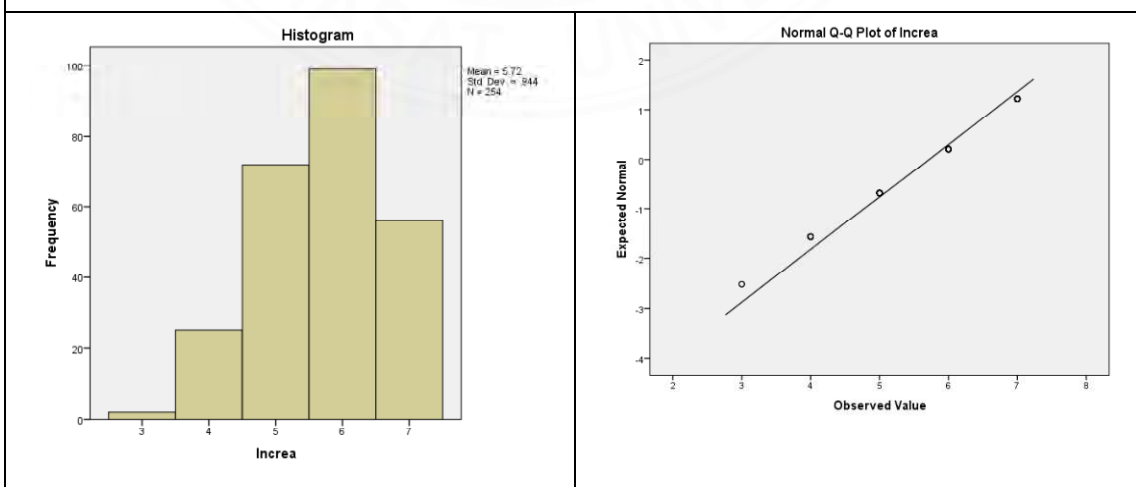 Histogram
100
80
60
40
20
0
Frequency
3 4 5 6 7
Increa
Mean = 5.72
Std. Dev. = .944
N = 254
Normal Q-Q Plot of Increa
2
1
0
-1
-2
-3
-4
Expected Normal
2 3 4 5 6 7 8
Observed Value